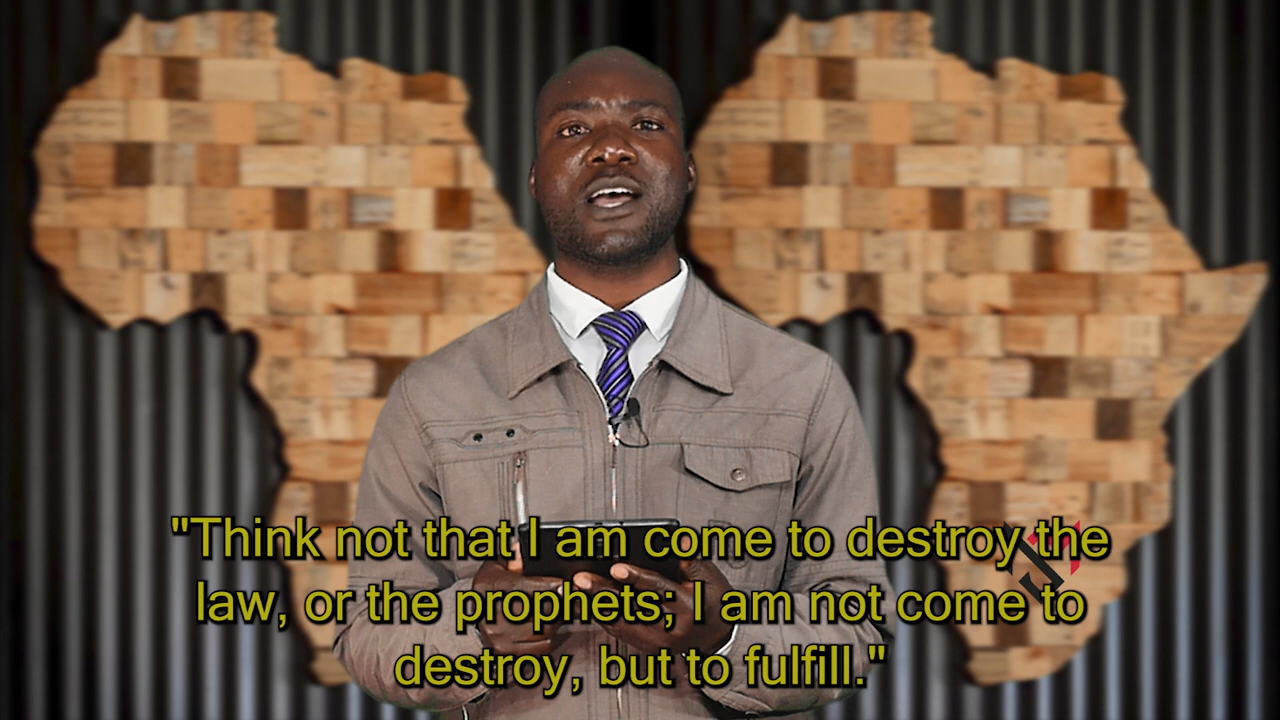 "Think not that I am come to destroy the
law, or the prophets; I am not come to
destroy, but to fulfill."